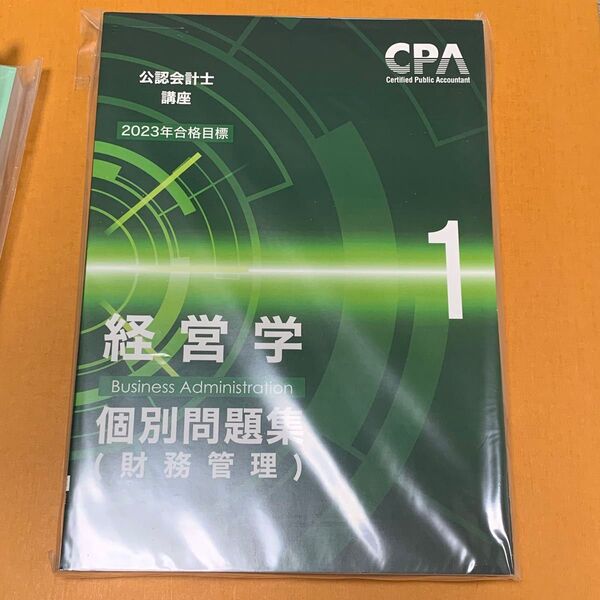 CPA
Certified Public Accountant
公認会計士
講座
2023年合格目標
1
経営学
Business Administration
個別問題集
(財務管理)